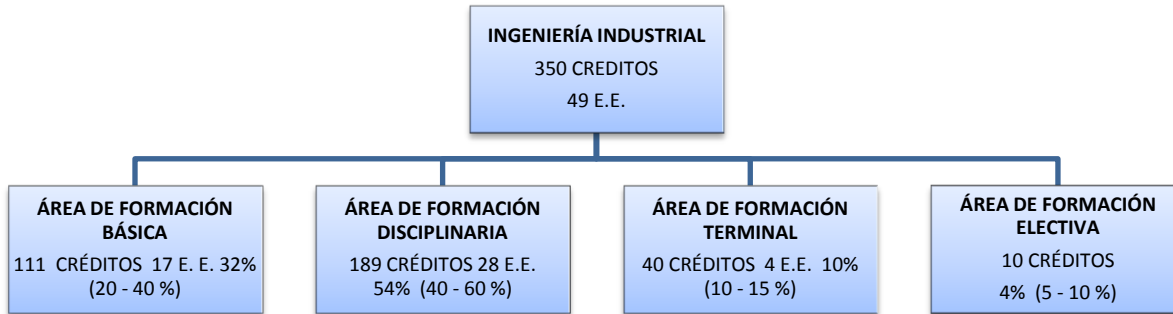 INGENIERÍA INDUSTRIAL
350 CREDITOS
49 E.E.
ÁREA DE FORMACIÓN
BÁSICA
111 CRÉDITOS 17 E. E. 32%
(20 - 40 %)
ÁREA DE FORMACIÓN
DISCIPLINARIA
189 CRÉDITOS 28 E.E.
54% (40 - 60 %)
ÁREA DE FORMACIÓN
TERMINAL
40 CRÉDITOS 4 E.E. 10%
(10 - 15 %)
ÁREA DE FORMACIÓN
ELECTIVA
10 CRÉDITOS
4% (5 - 10 %)